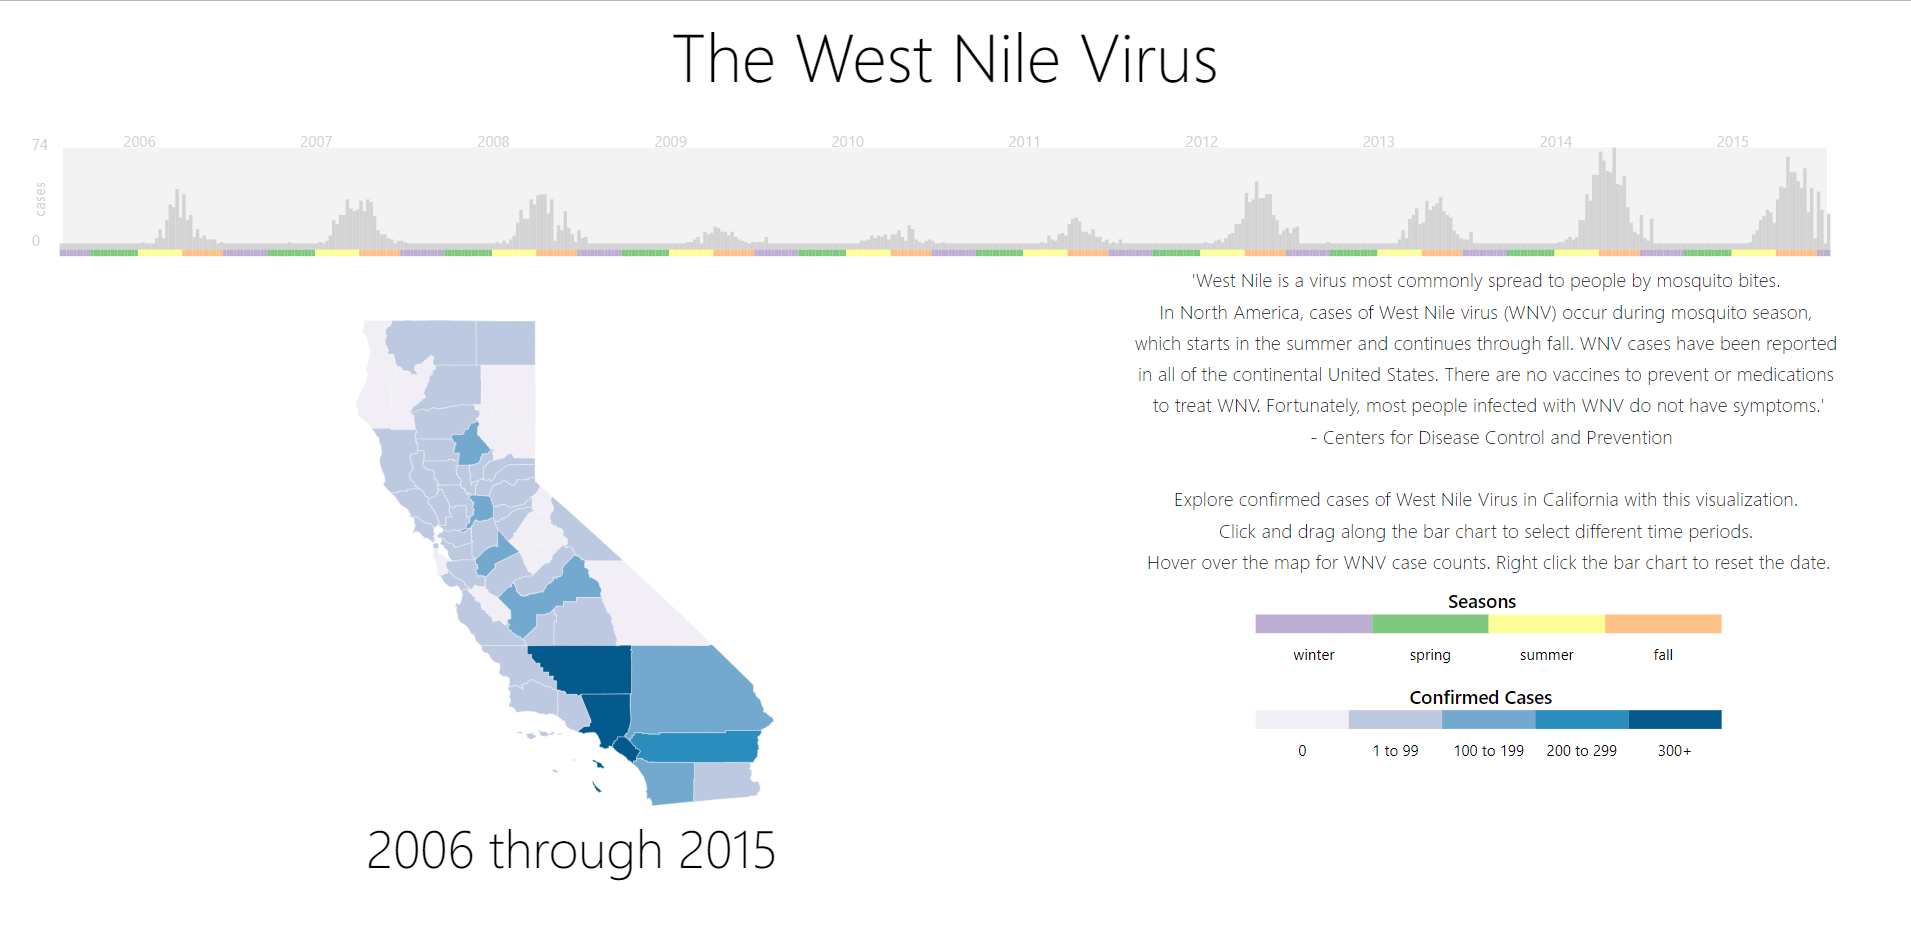 The West Nile Virus
74
2006 2007 2008 2009 2010 2011 2012 2013 2014 2015
cases
0
'West Nile is a virus most commonly spread to people by mosquito bites.
In North America, cases of West Nile virus (WNV) occur during mosquito season,
which starts in the summer and continues through fall. WNV cases have been reported
in all of the continental United States. There are no vaccines to prevent or medications
to treat WNV. Fortunately, most people infected with WNV do not have symptoms.'
- Centers for Disease Control and Prevention
Explore confirmed cases of West Nile Virus in California with this visualization.
Click and drag along the bar chart to select different time periods.
Hover over the map for WNV case counts. Right click the bar chart to reset the date.
Seasons
winter spring summer fall
Confirmed Cases
0 1 to 99 100 to 199 200 to 299 300+
2006 through 2015